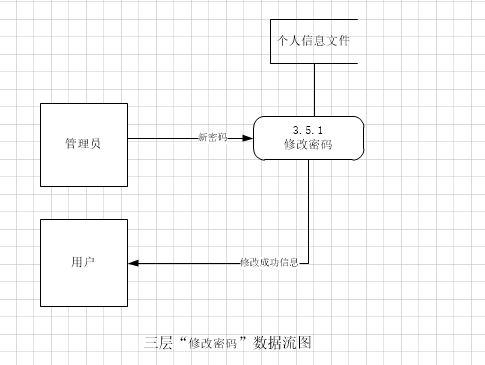 个人信息文件
管理员
新密码
3.5.1
修改密码
用户
修改成功信息
三层“修改密码”数据流图